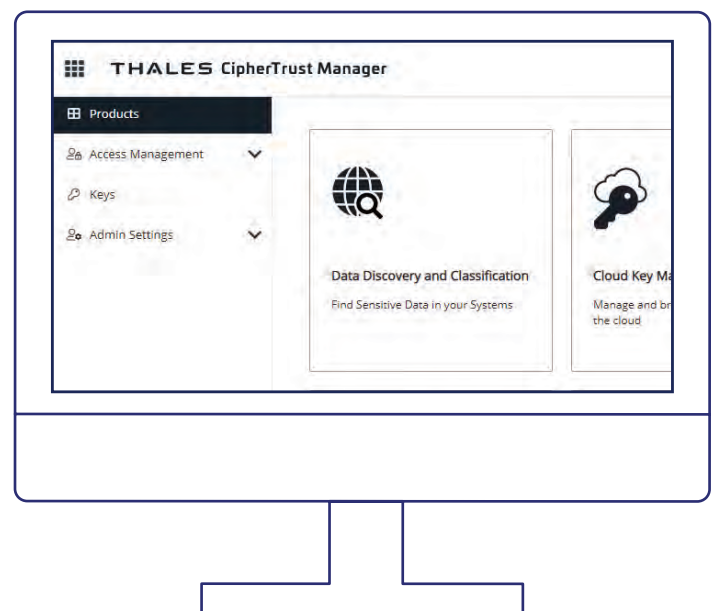 THALES CipherTrust Manager
Products
Access Management
Keys
Admin Settings
Data Discovery and Classification
Find Sensitive Data in your Systems
Cloud Key Ma
Manage and br
the cloud